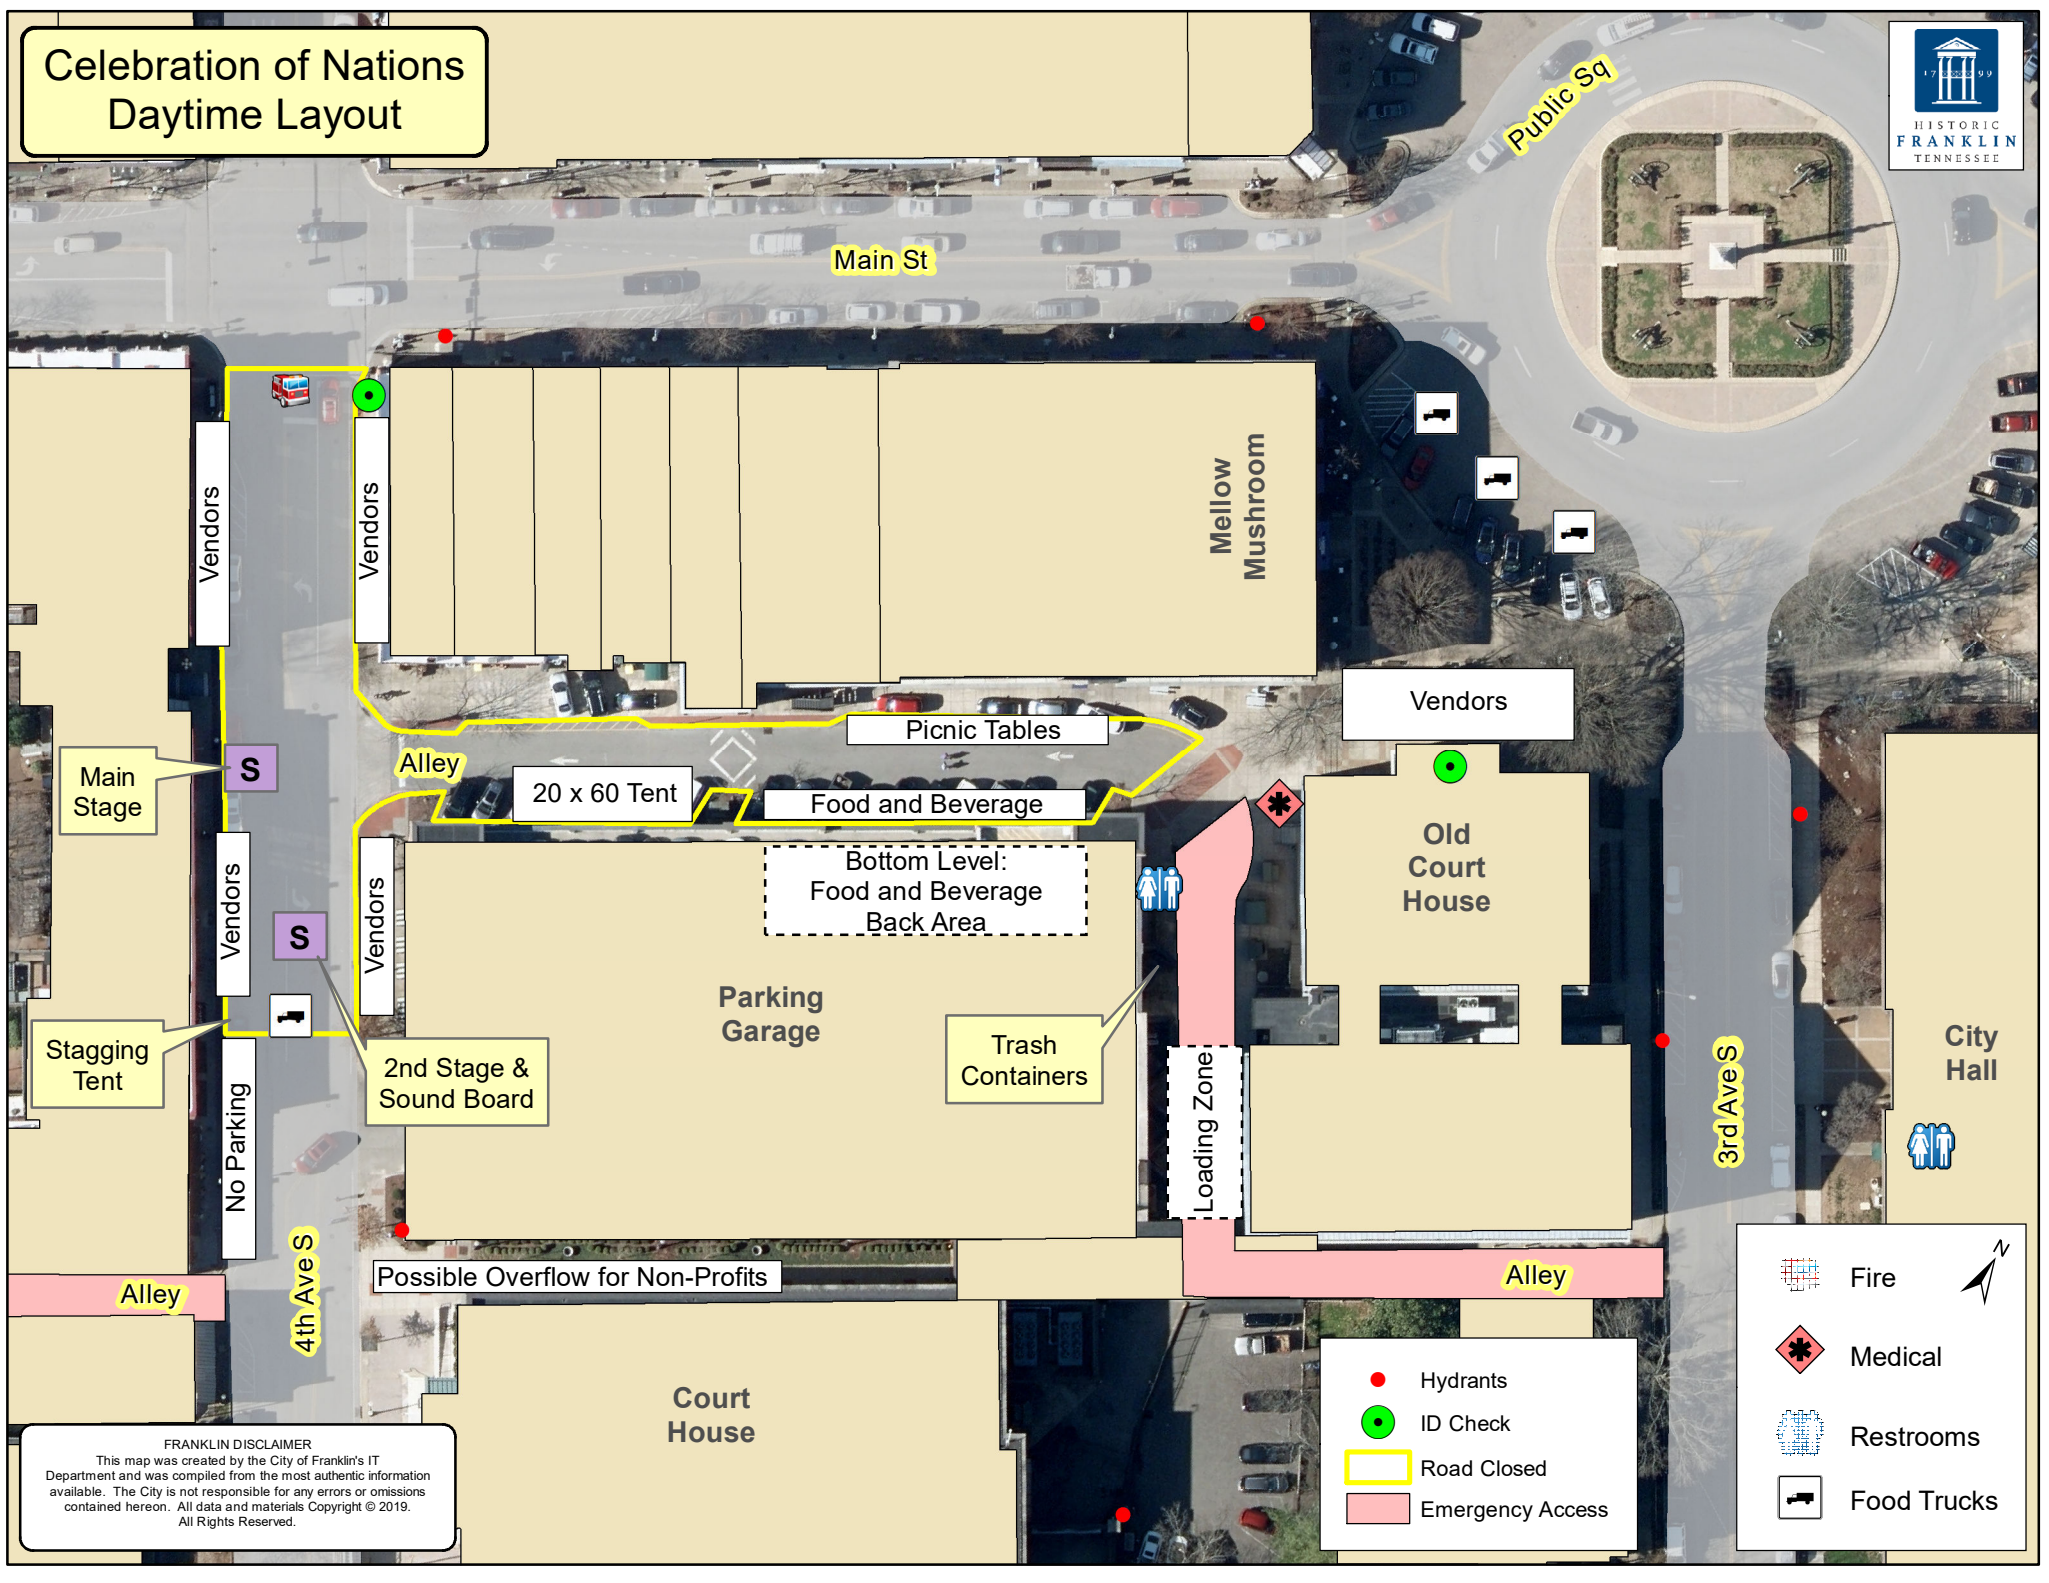 Celebration of Nations
Daytime Layout
Public Sq
17 99
HISTORIC
FRANKLIN
TENNESSEE
Main St
Vendors
Vendors
Mellow
Mushroom
Vendors
Picnic Tables
Alley
Main
Stage
S
20 x 60 Tent
Food and Beverage
Old
Court
House
Bottom Level:
Food and Beverage
Back Area
Vendors
Vendors
S
Parking
Garage
Stagging
Tent
2nd Stage &
Sound Board
Trash
Containers
Loading Zone
City
Hall
3rd Ave S
No Parking
4th Ave S
Possible Overflow for Non-Profits
Alley
Alley
Court
House
N
Fire
Medical
Restrooms
Food Trucks
Hydrants
ID Check
Road Closed
Emergency Access
FRANKLIN DISCLAIMER
This map was created by the City of Franklin's IT
Department and was compiled from the most authentic information
available. The City is not responsible for any errors or omissions
contained hereon. All data and materials Copyright © 2019.
All Rights Reserved.